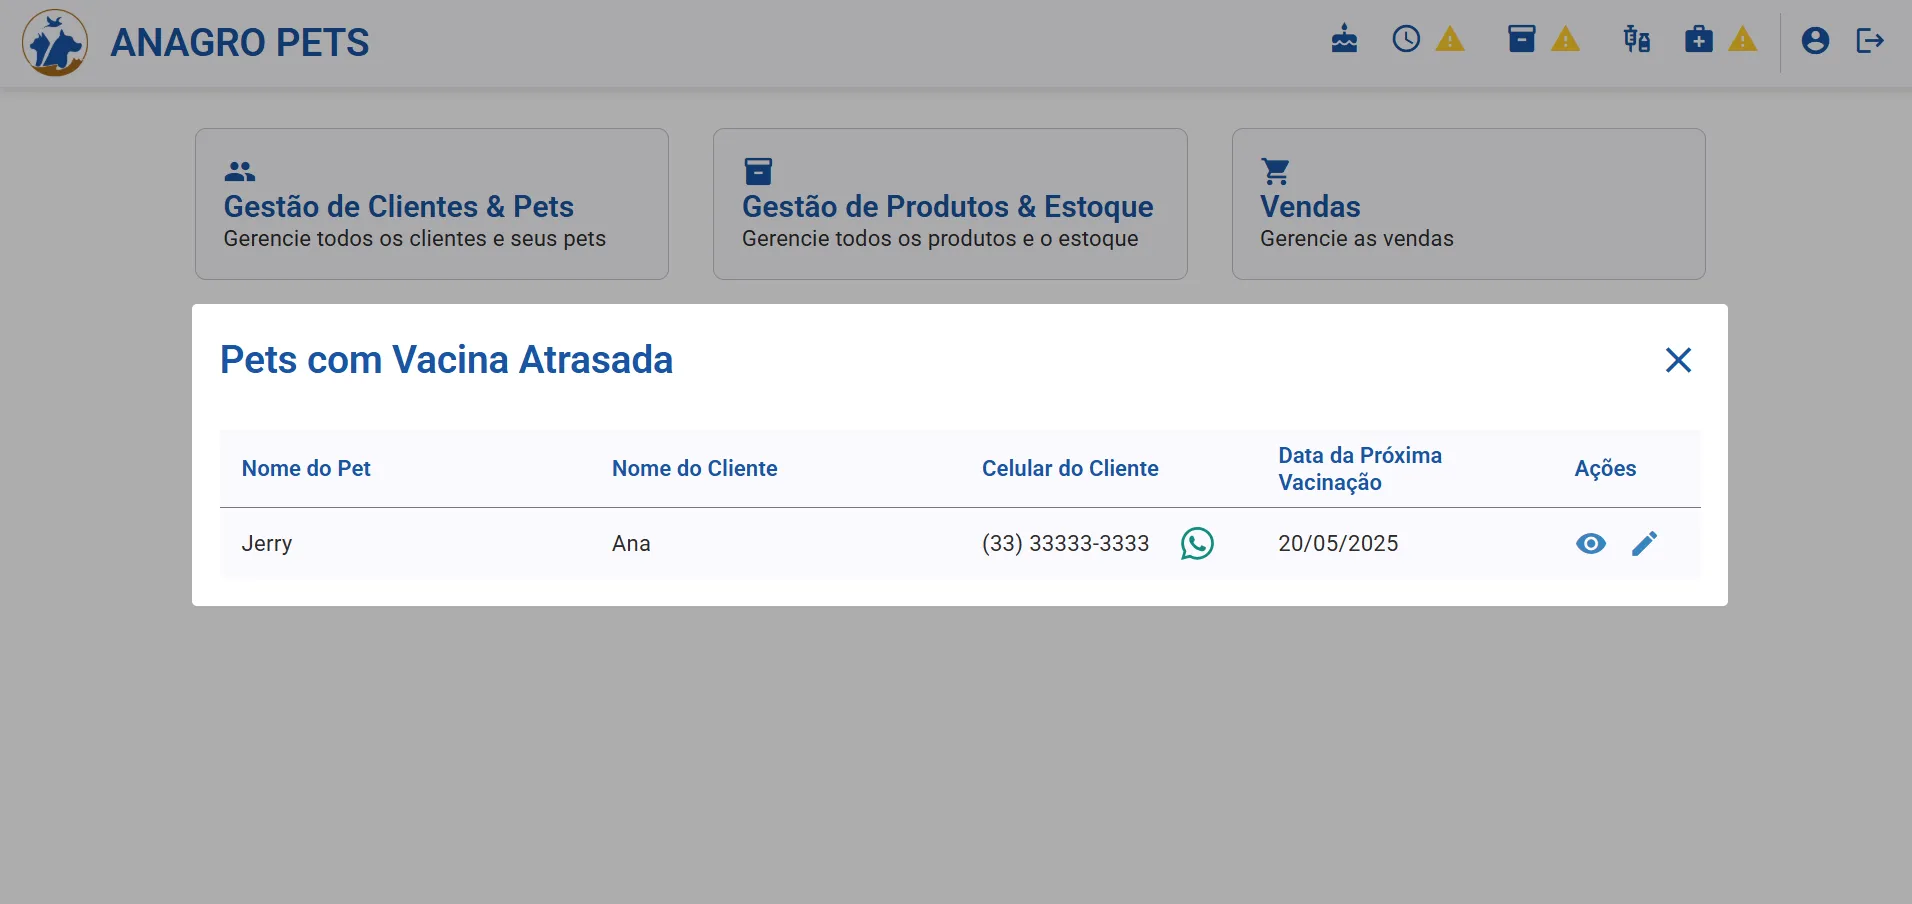 ANAGRO PETS
Gestão de Clientes & Pets
Gerencie todos os clientes e seus pets
Gestão de Produtos & Estoque
Gerencie todos os produtos e o estoque
Vendas
Gerencie as vendas
Pets com Vacina Atrasada
Nome do Pet
Nome do Cliente
Celular do Cliente
Data da Próxima
Vacinação
Ações
Jerry
Ana
(33) 33333-3333
20/05/2025